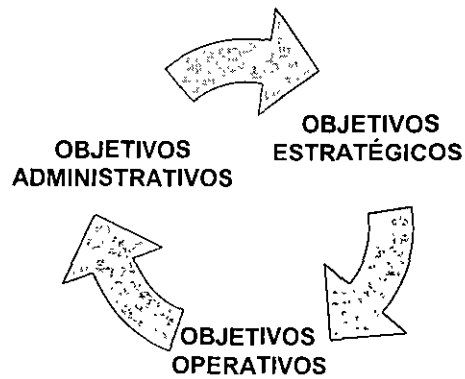 OBJETIVOS
ESTRATÉGICOS
OBJETIVOS
ADMINISTRATIVOS
OBJETIVOS
OPERATIVOS